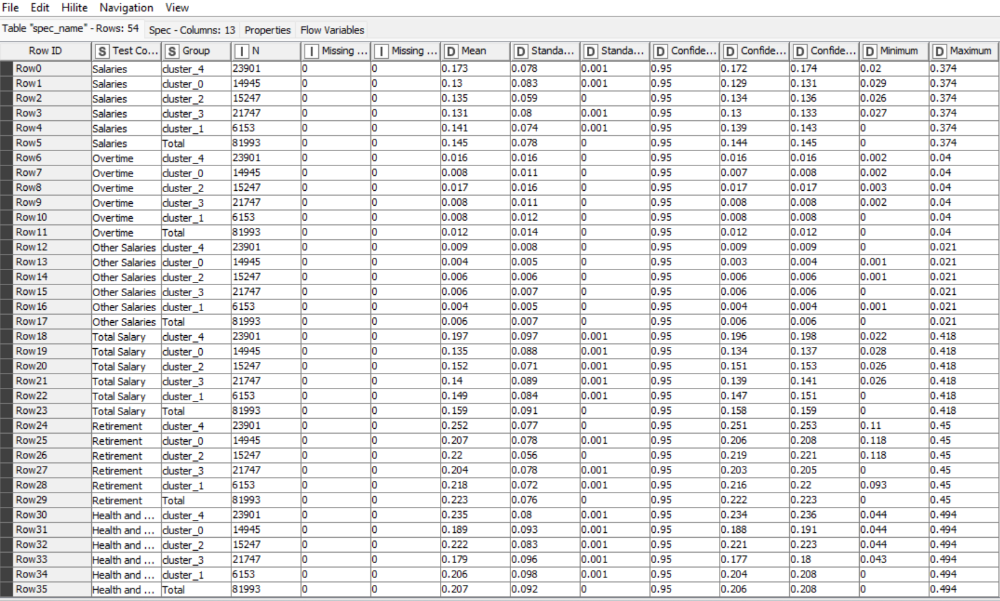 File Edit Hilite Navigation View
Table "spec_name" - Rows: 54 Spec - Columns: 13 Properties Flow Variables
Row ID S Test Co... S Group I N I Missing ... I Missing ... D Mean D Standa... D Standa... D Confide... D Confide... D Confide... D Minimum D Maximum
Row0 Salaries cluster_4 23901 0 0 0.173 0.078 0.001 0.95 0.172 0.174 0.02 0.374
Row1 Salaries cluster_0 14945 0 0 0.13 0.083 0.001 0.95 0.129 0.131 0.029 0.374
Row2 Salaries cluster_2 15247 0 0 0.135 0.059 0 0.95 0.134 0.136 0.026 0.374
Row3 Salaries cluster_3 21747 0 0 0.131 0.08 0.001 0.95 0.13 0.133 0.027 0.374
Row4 Salaries cluster_1 6153 0 0 0.141 0.074 0.001 0.95 0.139 0.143 0 0.374
Row5 Salaries Total 81993 0 0 0.145 0.078 0 0.95 0.144 0.145 0 0.374
Row6 Overtime cluster_4 23901 0 0 0.016 0.016 0 0.95 0.016 0.016 0.002 0.04
Row7 Overtime cluster_0 14945 0 0 0.008 0.011 0 0.95 0.007 0.008 0.002 0.04
Row8 Overtime cluster_2 15247 0 0 0.017 0.016 0 0.95 0.017 0.017 0.003 0.04
Row9 Overtime cluster_3 21747 0 0 0.008 0.011 0 0.95 0.008 0.008 0.002 0.04
Row10 Overtime cluster_1 6153 0 0 0.008 0.012 0 0.95 0.008 0.008 0 0.04
Row11 Overtime Total 81993 0 0 0.012 0.014 0 0.95 0.012 0.012 0 0.04
Row12 Other Salaries cluster_4 23901 0 0 0.009 0.008 0 0.95 0.009 0.009 0 0.021
Row13 Other Salaries cluster_0 14945 0 0 0.004 0.005 0 0.95 0.003 0.004 0.001 0.021
Row14 Other Salaries cluster_2 15247 0 0 0.006 0.006 0 0.95 0.006 0.006 0.001 0.021
Row15 Other Salaries cluster_3 21747 0 0 0.006 0.007 0 0.95 0.006 0.006 0 0.021
Row16 Other Salaries cluster_1 6153 0 0 0.004 0.005 0 0.95 0.004 0.004 0.001 0.021
Row17 Other Salaries Total 81993 0 0 0.006 0.007 0 0.95 0.006 0.006 0 0.021
Row18 Total Salary cluster_4 23901 0 0 0.197 0.097 0.001 0.95 0.196 0.198 0.022 0.418
Row19 Total Salary cluster_0 14945 0 0 0.135 0.088 0.001 0.95 0.134 0.137 0.028 0.418
Row20 Total Salary cluster_2 15247 0 0 0.152 0.071 0.001 0.95 0.151 0.153 0.026 0.418
Row21 Total Salary cluster_3 21747 0 0 0.14 0.089 0.001 0.95 0.139 0.141 0.026 0.418
Row22 Total Salary cluster_1 6153 0 0 0.149 0.084 0.001 0.95 0.147 0.151 0 0.418
Row23 Total Salary Total 81993 0 0 0.159 0.091 0 0.95 0.158 0.159 0 0.418
Row24 Retirement cluster_4 23901 0 0 0.252 0.077 0 0.95 0.251 0.253 0.11 0.45
Row25 Retirement cluster_0 14945 0 0 0.207 0.078 0.001 0.95 0.206 0.208 0.118 0.45
Row26 Retirement cluster_2 15247 0 0 0.22 0.056 0 0.95 0.219 0.221 0.118 0.45
Row27 Retirement cluster_3 21747 0 0 0.204 0.078 0.001 0.95 0.203 0.205 0 0.45
Row28 Retirement cluster_1 6153 0 0 0.218 0.072 0.001 0.95 0.216 0.22 0.093 0.45
Row29 Retirement Total 81993 0 0 0.223 0.076 0 0.95 0.222 0.223 0 0.45
Row30 Health and ... cluster_4 23901 0 0 0.235 0.08 0.001 0.95 0.234 0.236 0.044 0.494
Row31 Health and ... cluster_0 14945 0 0 0.189 0.093 0.001 0.95 0.188 0.191 0.044 0.494
Row32 Health and ... cluster_2 15247 0 0 0.222 0.083 0.001 0.95 0.221 0.223 0.044 0.494
Row33 Health and ... cluster_3 21747 0 0 0.179 0.096 0.001 0.95 0.177 0.18 0.043 0.494
Row34 Health and ... cluster_1 6153 0 0 0.206 0.098 0.001 0.95 0.204 0.208 0 0.494
Row35 Health and ... Total 81993 0 0 0.207 0.092 0 0.95 0.206 0.208 0 0.494